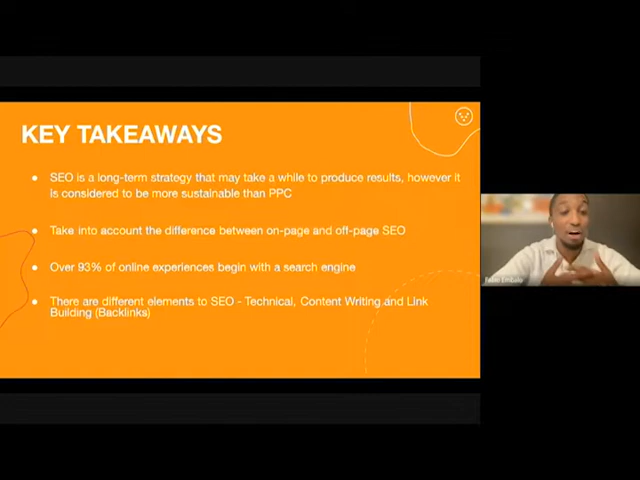 KEY TAKEAWAYS
● SEO is a long-term strategy that may take a while to produce results, however it
is considered to be more sustainable than PPC
● Take into account the difference between on-page and off-page SEO
● Over 93% of online experiences begin with a search engine
● There are different elements to SEO - Technical, Content Writing and Link
Building (Backlinks)
Fabio Embalo